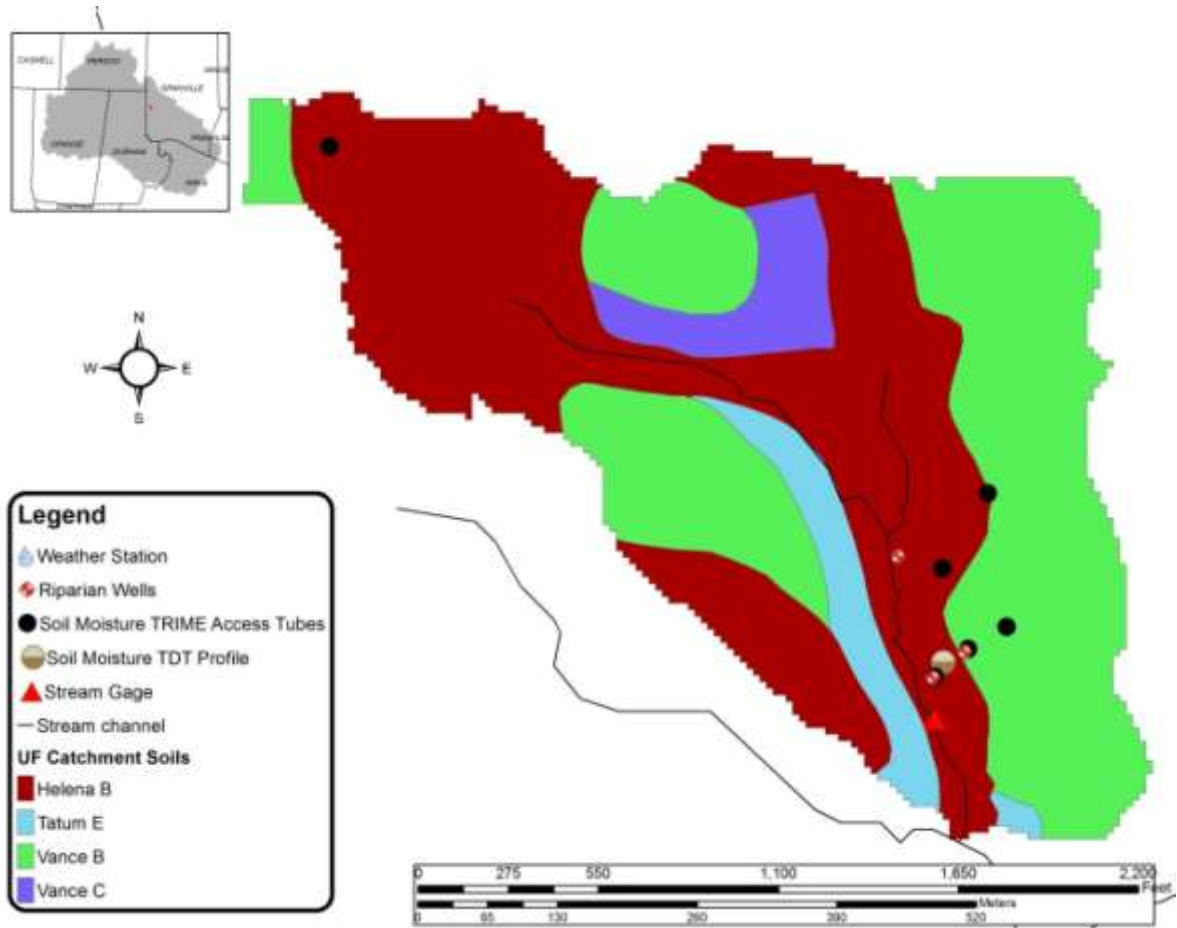 CASWELL
PERSON
GRANVILLE
ORANGE
DURHAM
N
W E
S
Legend
Weather Station
Riparian Wells
Soil Moisture TRIME Access Tubes
Soil Moisture TDT Profile
Stream Gage
Stream channel
UF Catchment Soils
Helena B
Tatum E
Vance B
Vance C
0 275 550 1,100 1,650 2,200
Feet
Meters
0 65 130 260 390 520